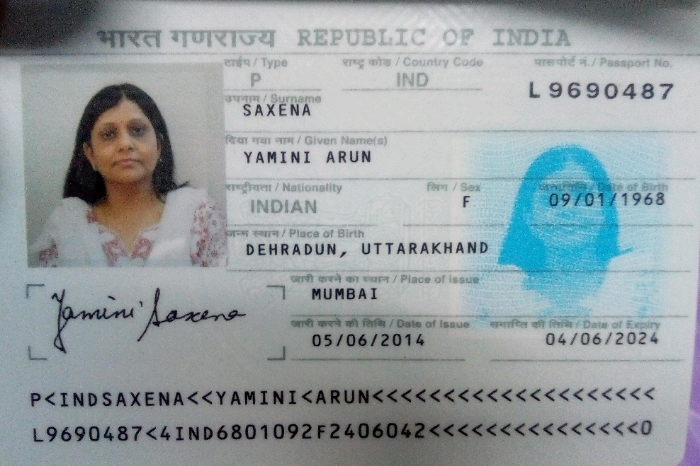 भारत गणराज्य REPUBLIC OF INDIA
टाईप / Type राष्ट्र कोड / Country Code पासपोर्ट नं. / Passport No.
P IND L9690487
उपनाम / Surname
SAXENA
दिया गया नाम / Given Name(s)
YAMINI ARUN
राष्ट्रीयता / Nationality लिंग / Sex जन्मतिथि / Date of Birth
INDIAN F 09/01/1968
जन्म स्थान / Place of Birth
DEHRADUN, UTTARAKHAND
जारी करने का स्थान / Place of Issue
MUMBAI
Yamini Saxena
जारी करने की तिथि / Date of Issue समाप्ति की तिथि / Date of Expiry
05/06/2014 04/06/2024
P<INDSAXENA<<YAMINI<ARUN<<<<<<<<<<<<<<<<<<<<
L9690487<4IND6801092F2406042<<<<<<<<<<<<<<<0